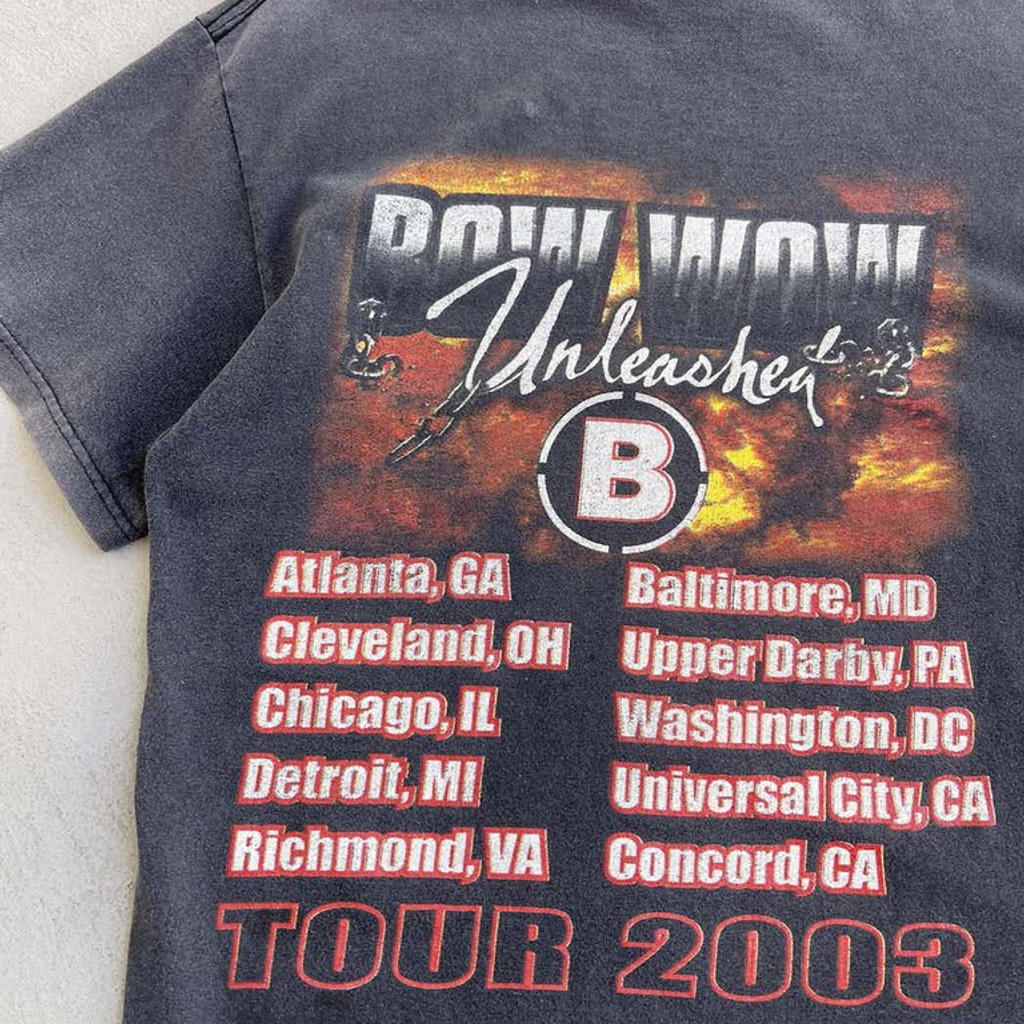 BOW WOW
Unleashed
B
Atlanta, GA
Cleveland, OH
Chicago, IL
Detroit, MI
Richmond, VA
Baltimore, MD
Upper Darby, PA
Washington, DC
Universal City, CA
Concord, CA
TOUR 2003